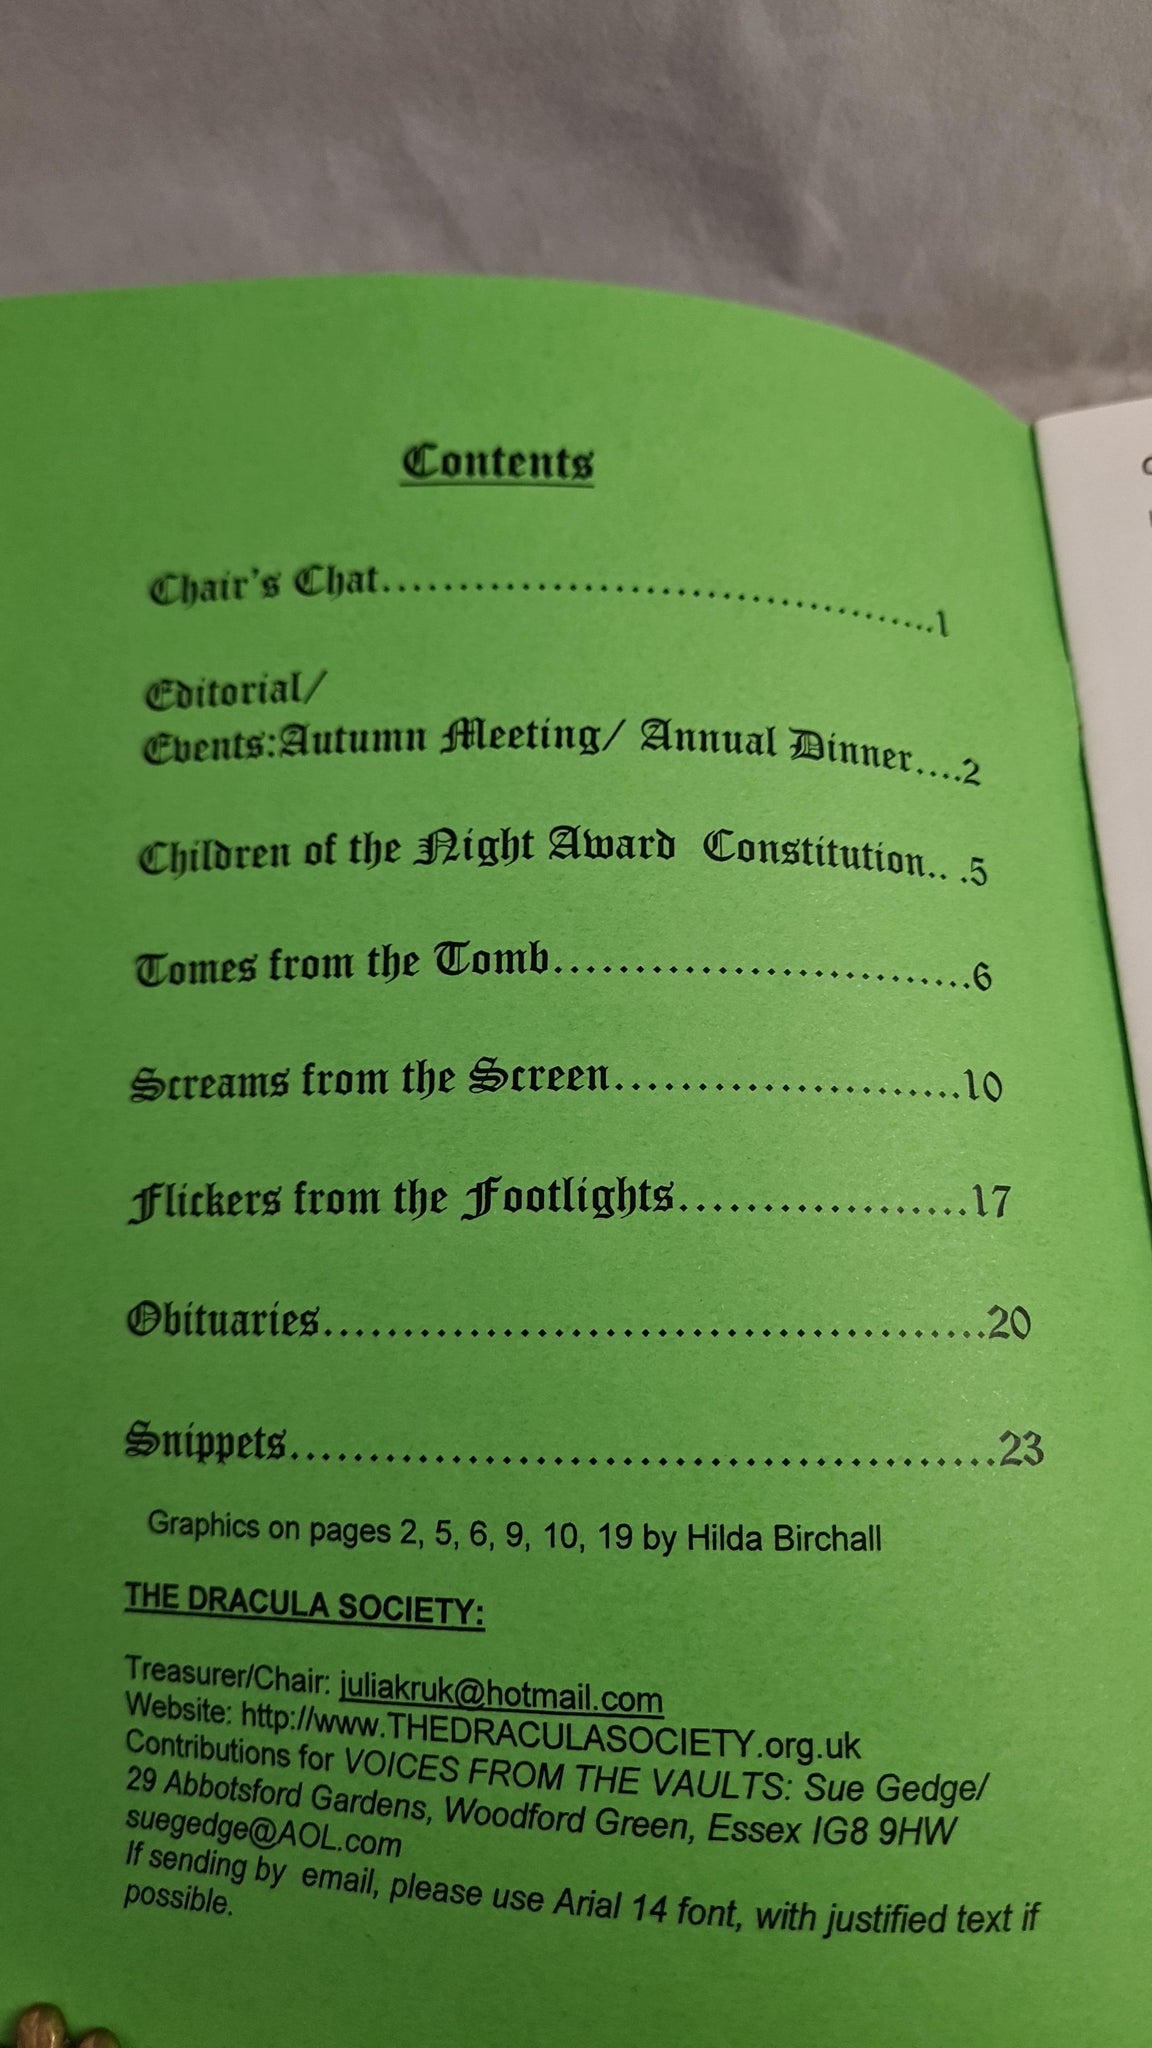 Contents
Chair's Chat..........................................1
Editorial/
Events:Autumn Meeting/ Annual Dinner....2
Children of the Night Award Constitution.. .5
Tomes from the Tomb................................6
Screams from the Screen..........................10
Flickers from the Footlights......................17
Obituaries..................................................20
Snippets.....................................................23
Graphics on pages 2, 5, 6, 9, 10, 19 by Hilda Birchall
THE DRACULA SOCIETY:
Treasurer/Chair: juliakruk@hotmail.com
Website: http://www.THEDRACULASOCIETY.org.uk
Contributions for VOICES FROM THE VAULTS: Sue Gedge/
29 Abbotsford Gardens, Woodford Green, Essex IG8 9HW
suegedge@AOL.com
If sending by email, please use Arial 14 font, with justified text if
possible.